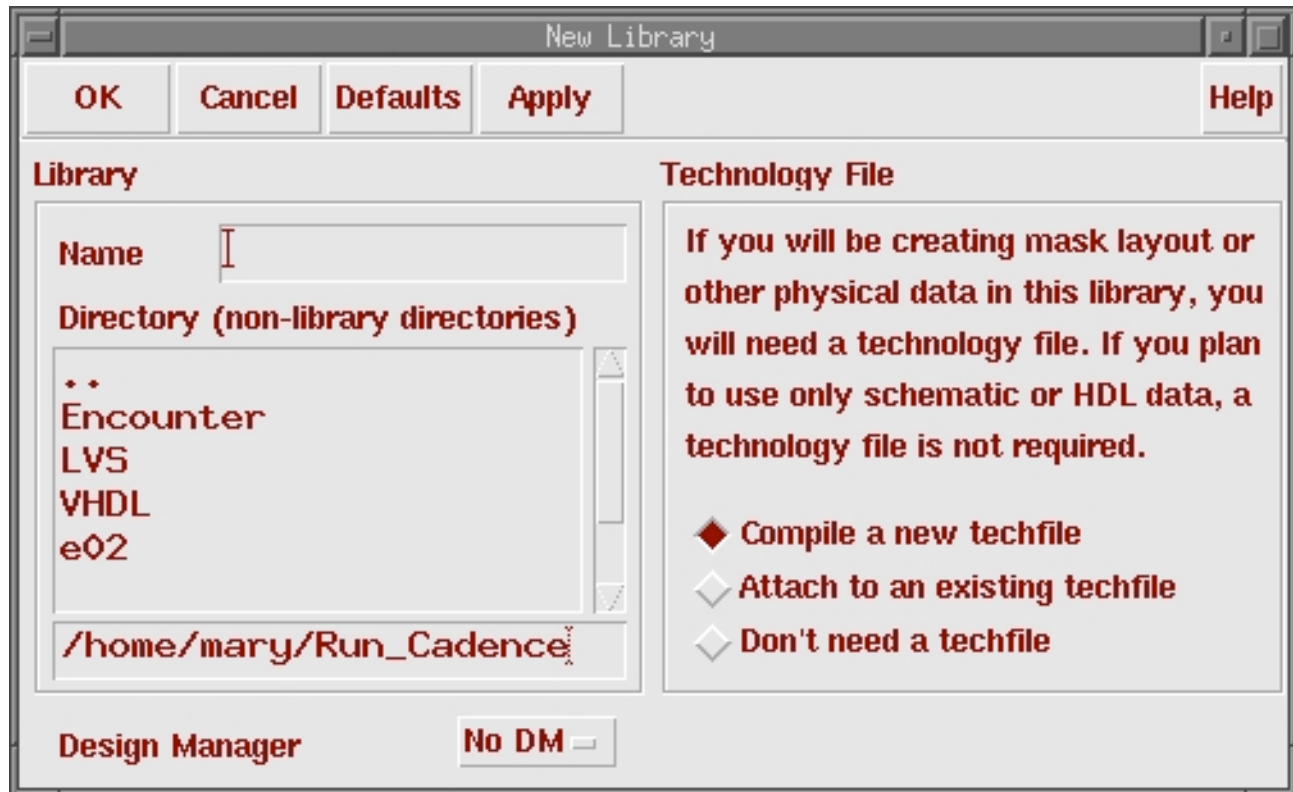 New Library
OK Cancel Defaults Apply Help
Library
Name
Directory (non-library directories)
..
Encounter
LVS
VHDL
e02
/home/mary/Run_Cadence
Design Manager No DM
Technology File
If you will be creating mask layout or
other physical data in this library, you
will need a technology file. If you plan
to use only schematic or HDL data, a
technology file is not required.
Compile a new techfile
Attach to an existing techfile
Don't need a techfile